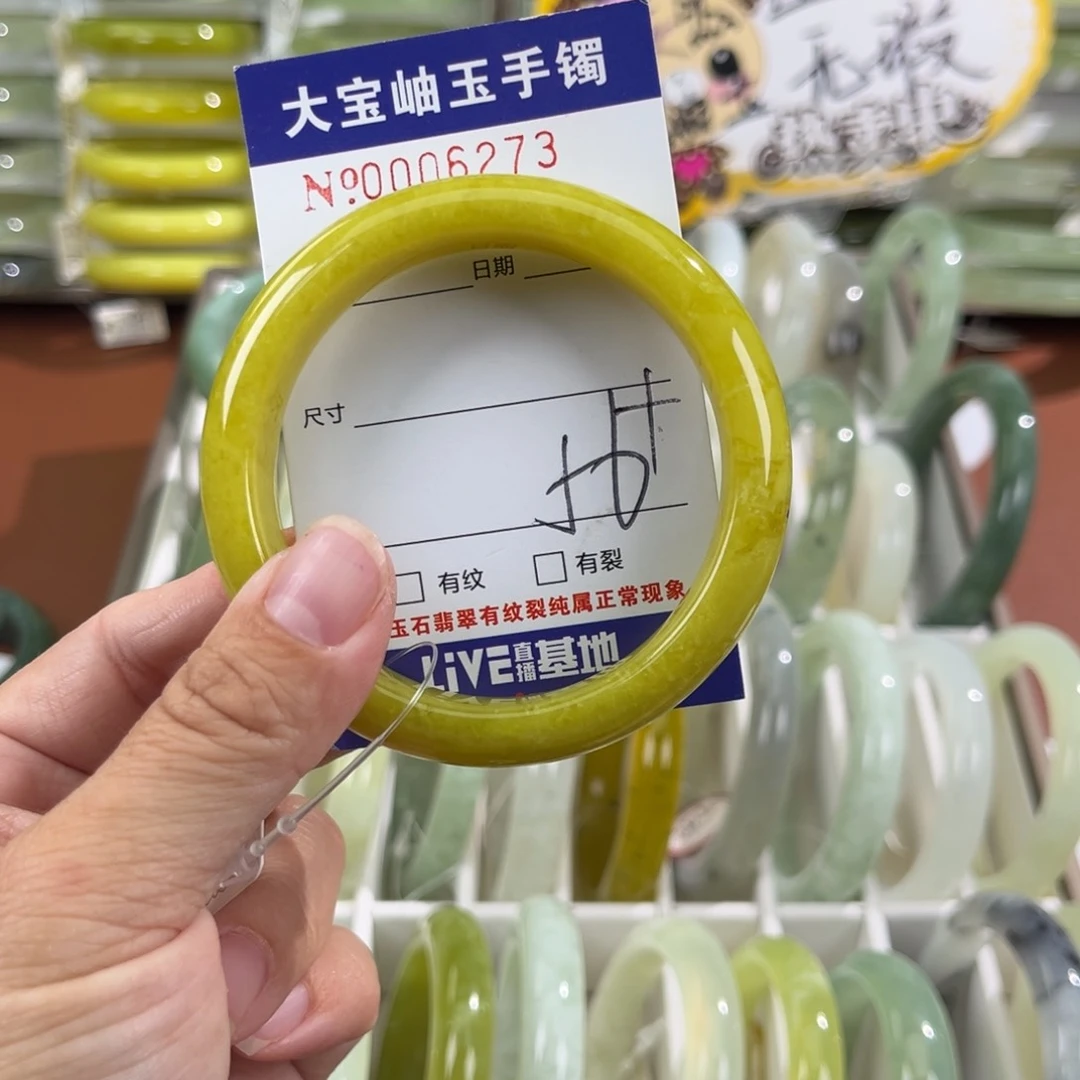 大宝岫玉手镯
№0006273
日期
尺寸
有纹 有裂
玉石翡翠有纹裂纯属正常现象
LIVE直播基地